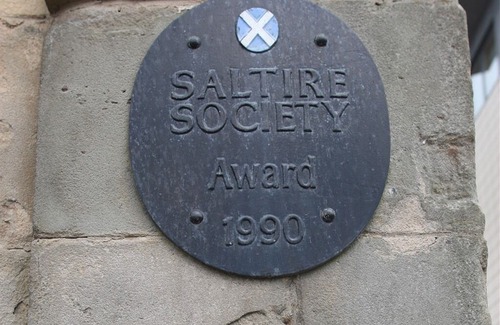 SALTIRE
SOCIETY
Award
1990